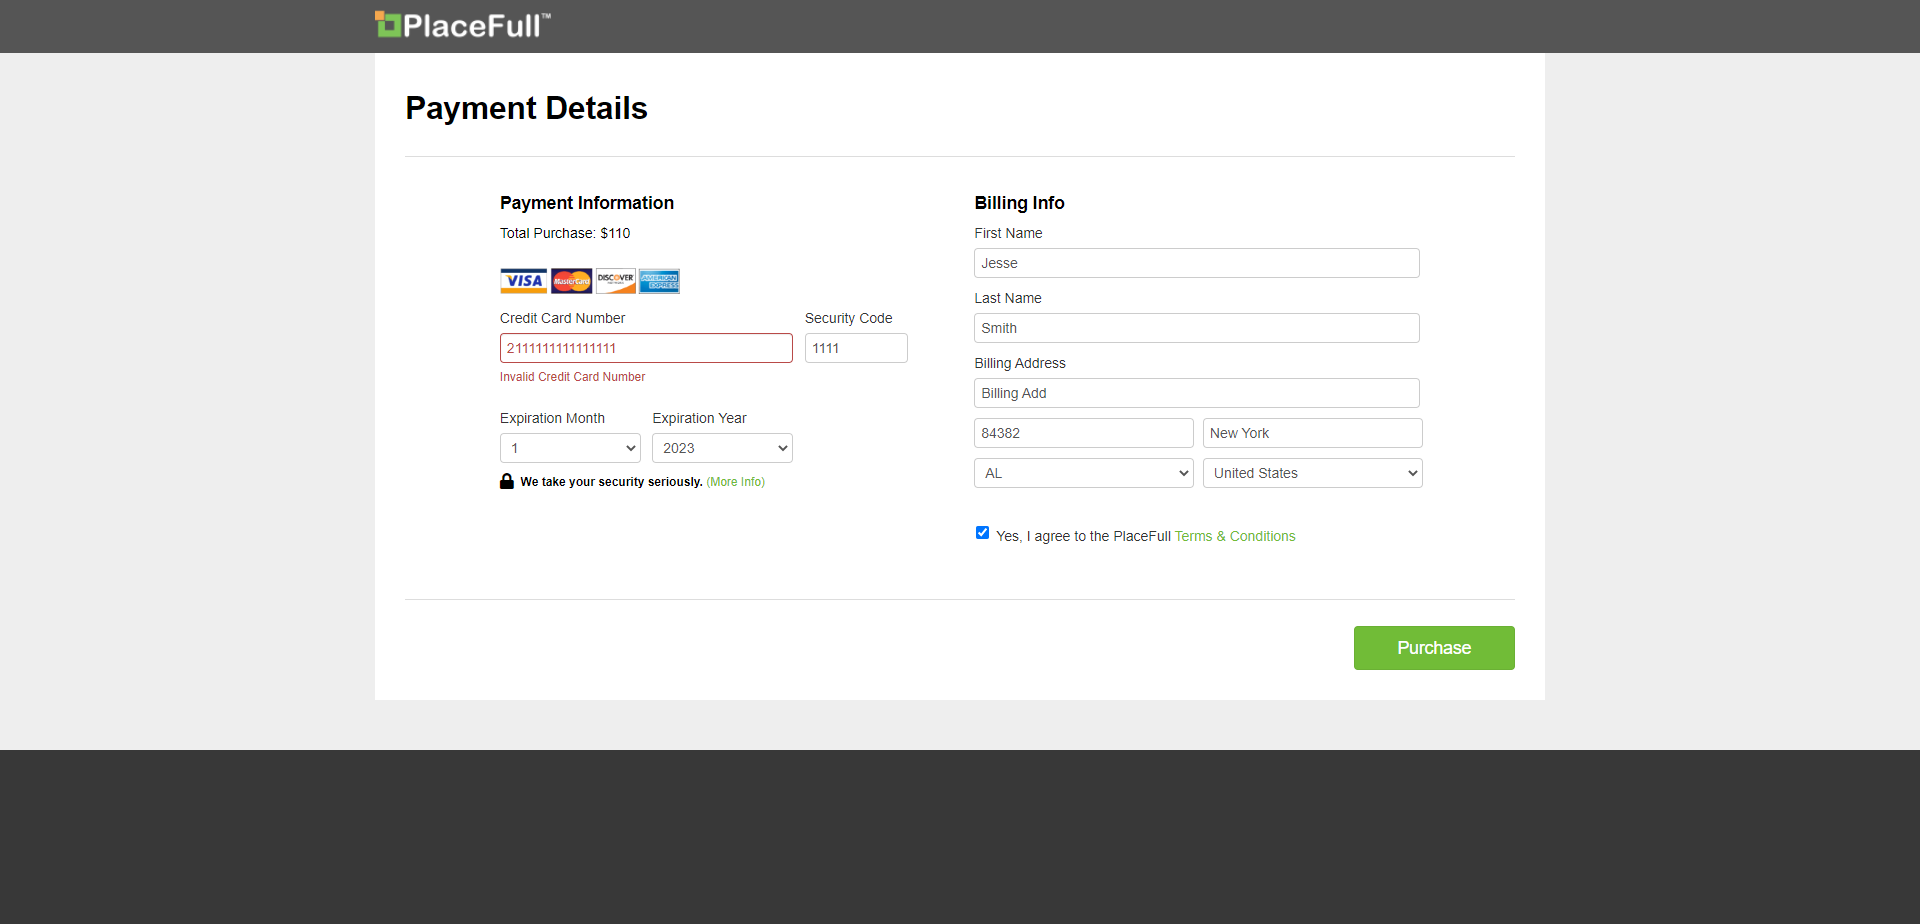 PlaceFull™
Payment Details
Payment Information
Total Purchase: $110
VISA MasterCard DISCOVER AMERICAN EXPRESS
Credit Card Number Security Code
2111111111111111 1111
Invalid Credit Card Number
Expiration Month Expiration Year
1 2023
We take your security seriously. (More Info)
Billing Info
First Name
Jesse
Last Name
Smith
Billing Address
Billing Add
84382 New York
AL United States
Yes, I agree to the PlaceFull Terms & Conditions
Purchase